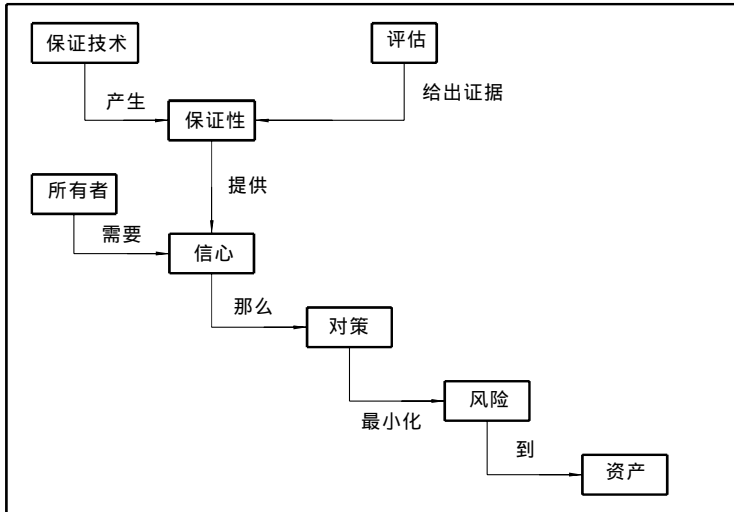 保证技术
评估
产生
给出证据
保证性
所有者
提供
需要
信心
那么
对策
最小化
风险
到
资产